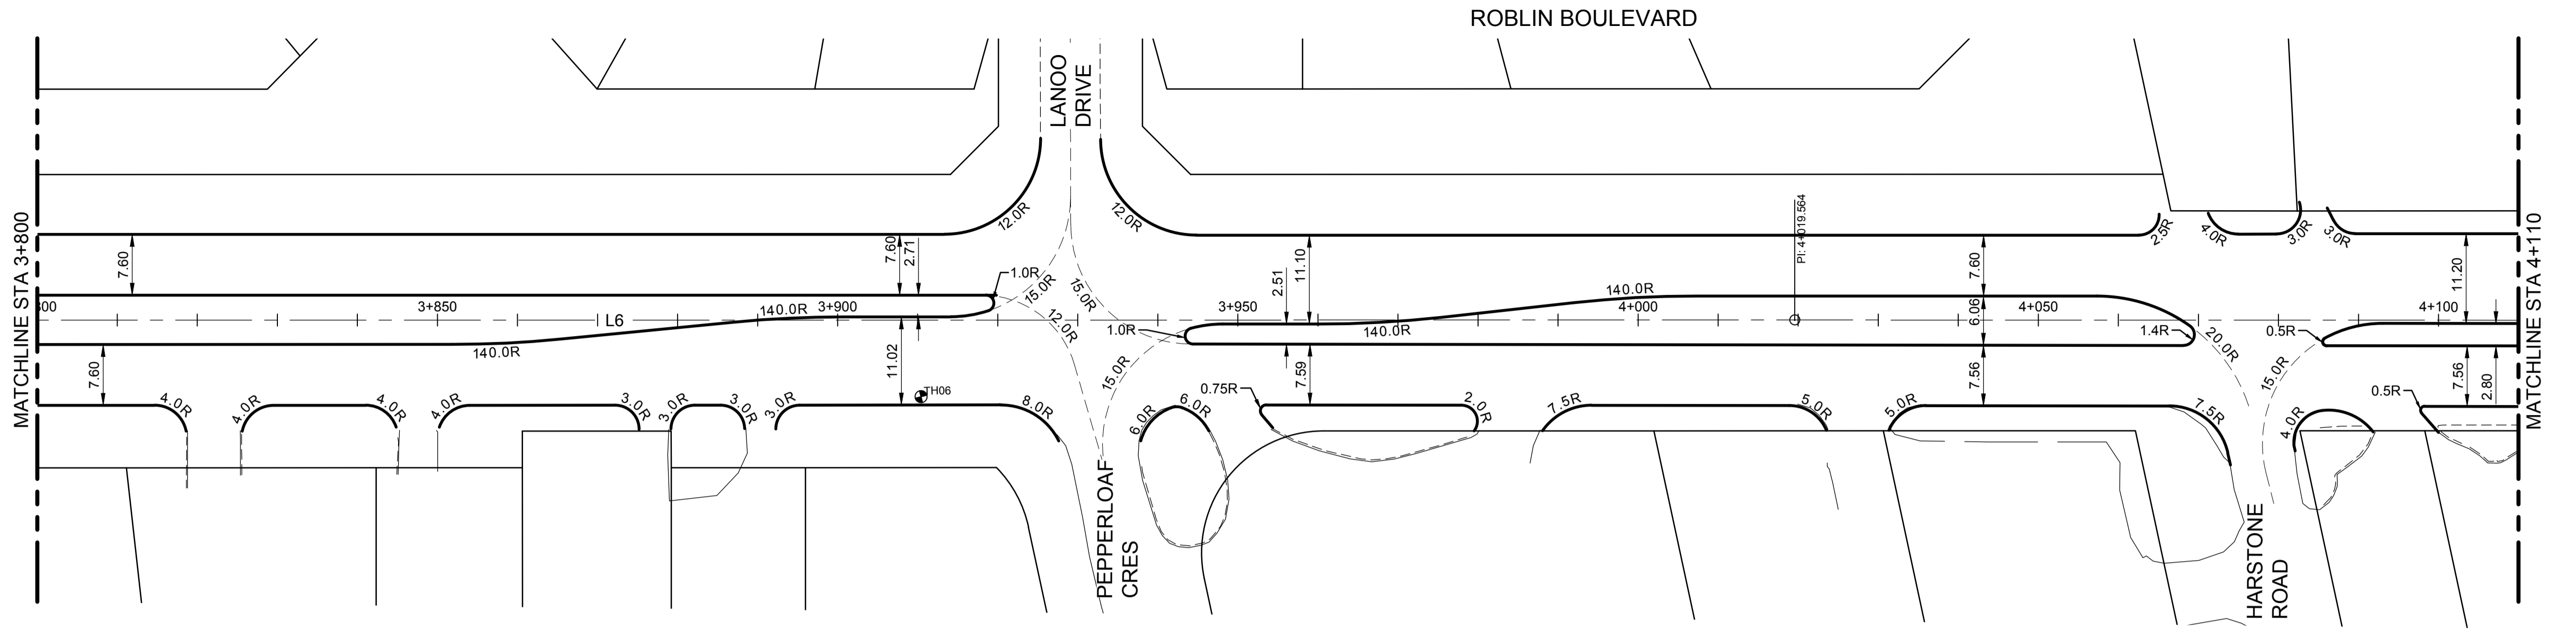 ROBLIN BOULEVARD
LANOO
DRIVE
12.0R
12.0R
PI: 4+019.564
2.5R
4.0R
3.0R
3.0R
MATCHLINE STA 3+800
MATCHLINE STA 4+110
7.60
7.60
2.71
1.0R
15.0R
15.0R
2.51
11.10
140.0R
7.60
11.20
800
3+850
140.0R
3+900
3+950
4+000
4+050
4+100
L6
12.0R
1.0R
140.0R
6.06
1.4R
20.0R
0.5R
140.0R
7.60
11.02
15.0R
7.59
7.56
15.0R
7.56
2.80
TH06
0.75R
0.5R
4.0R
4.0R
4.0R
4.0R
3.0R
3.0R
3.0R
3.0R
8.0R
6.0R
6.0R
2.0R
7.5R
5.0R
5.0R
7.5R
4.0R
PEPPERLOAF
CRES
HARSTONE
ROAD